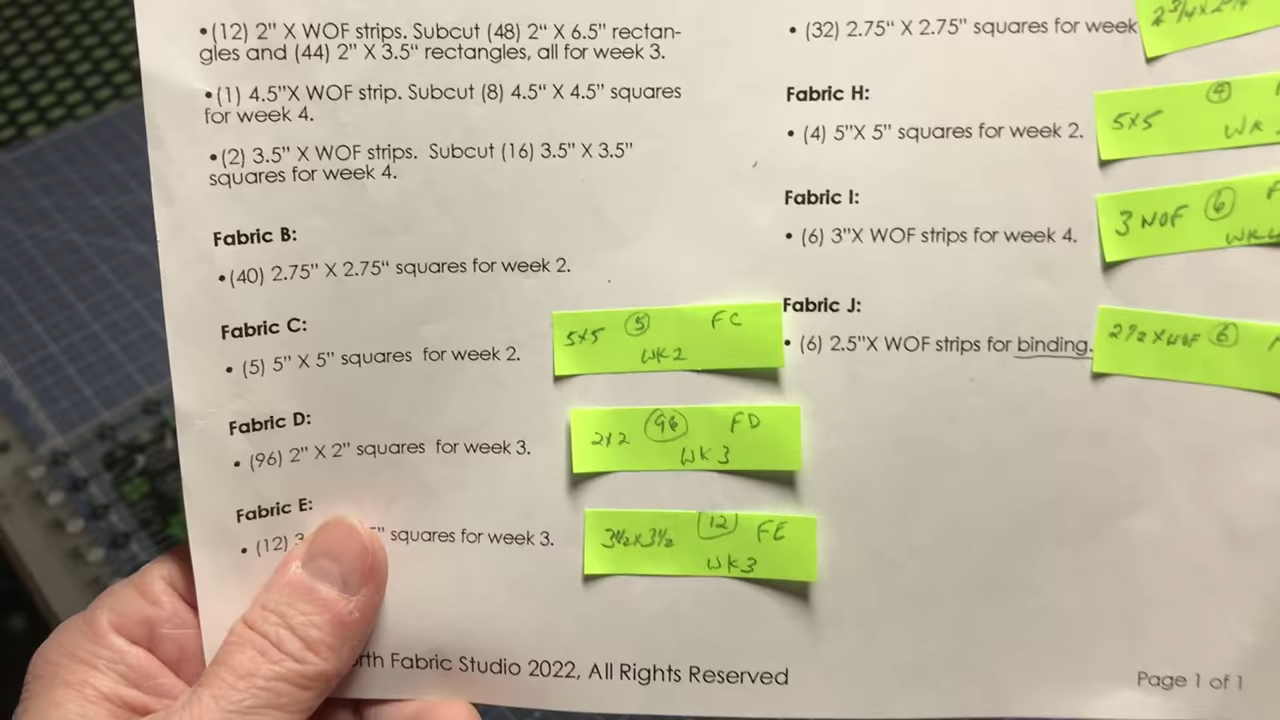 •(12) 2" X WOF strips. Subcut (48) 2" X 6.5" rectan-
gles and (44) 2" X 3.5" rectangles, all for week 3.
•(1) 4.5"X WOF strip. Subcut (8) 4.5" X 4.5" squares
for week 4.
•(2) 3.5" X WOF strips. Subcut (16) 3.5" X 3.5"
squares for week 4.
Fabric B:
•(40) 2.75" X 2.75" squares for week 2.
Fabric C:
• (5) 5" X 5" squares for week 2.
5x5 (5) FC
WK2
Fabric D:
• (96) 2" X 2" squares for week 3.
2x2 (96) FD
WK 3
Fabric E:
• (12) 3 " squares for week 3.
3½x3½ 12 FE
WK3
• (32) 2.75" X 2.75" squares for week
Fabric H:
• (4) 5"X 5" squares for week 2.
5x5 (4)
WK
Fabric I:
• (6) 3"X WOF strips for week 4.
3 WOF (6) F
WK4
Fabric J:
• (6) 2.5"X WOF strips for binding.
2½ x WOF (6)
rth Fabric Studio 2022, All Rights Reserved
Page 1 of 1